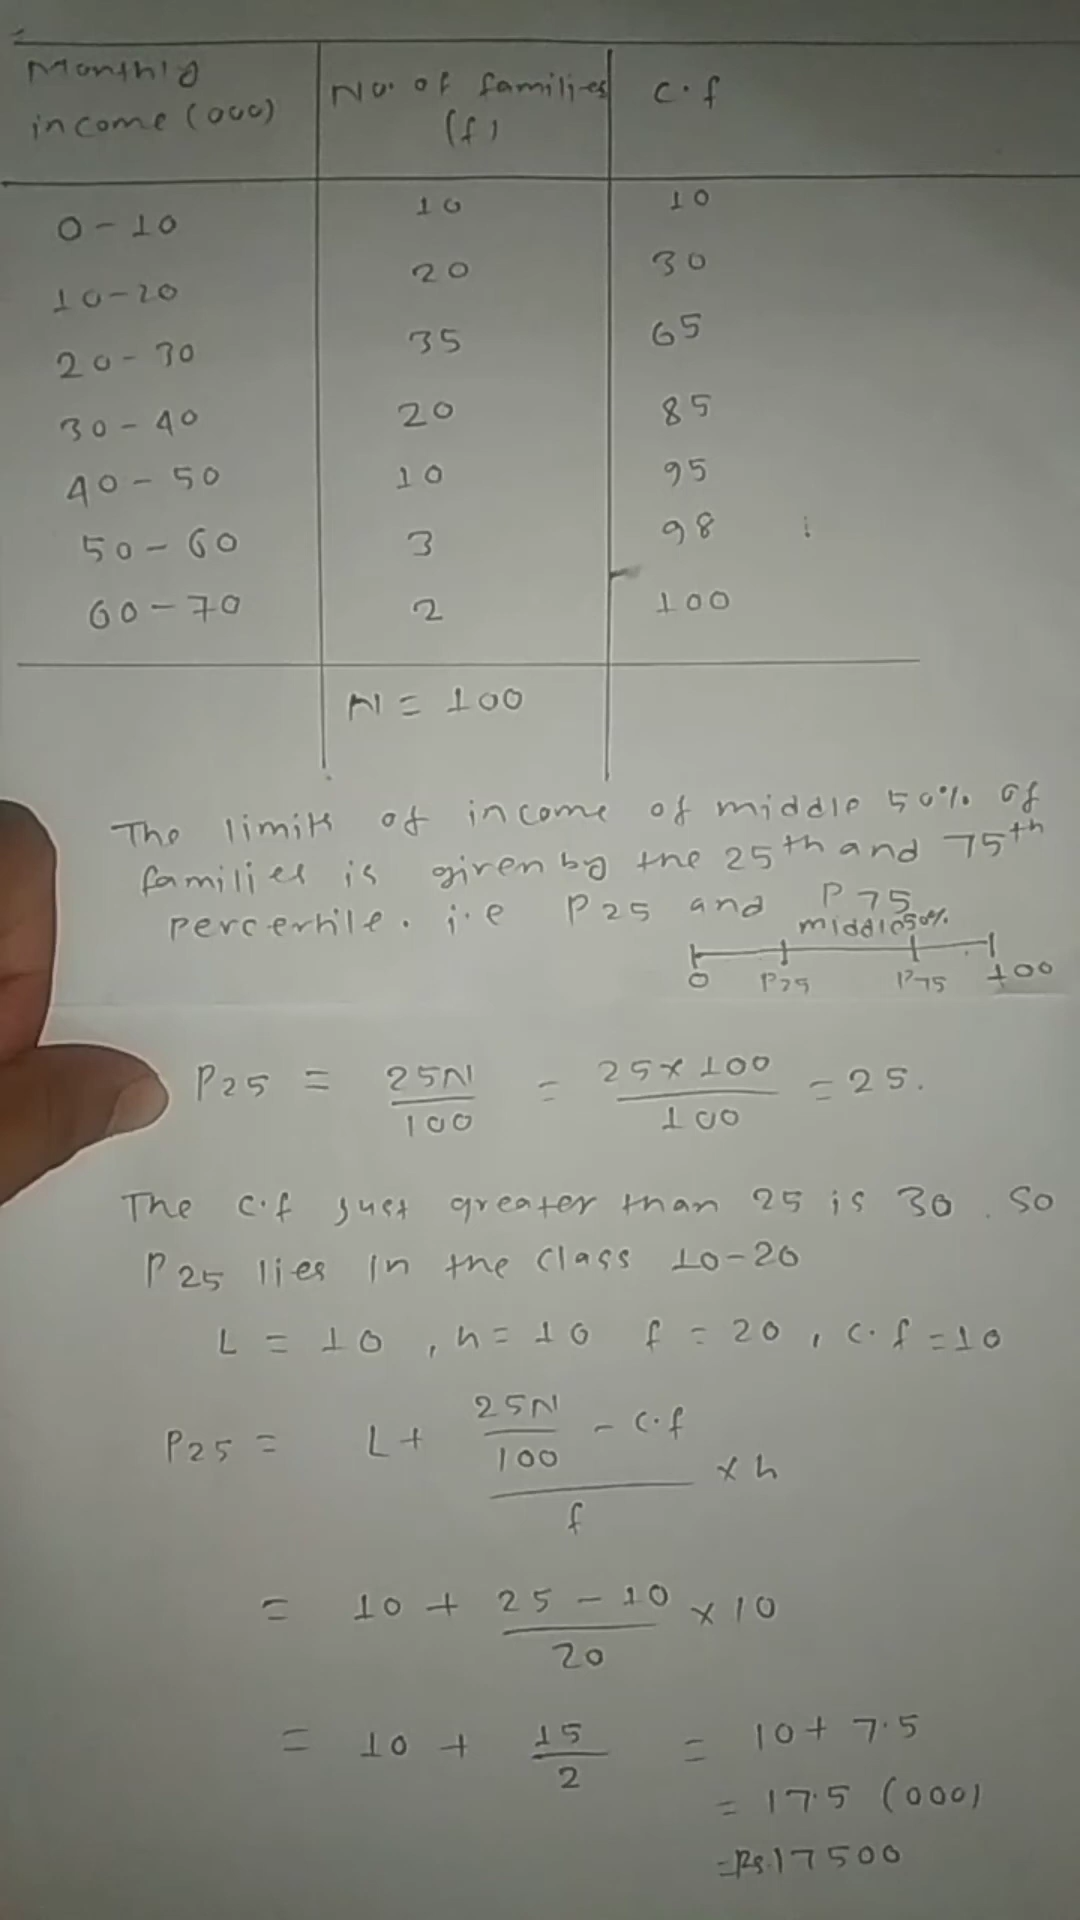 Monthly income (000) | No. of families (f) | c.f
0-10 | 10 | 10
10-20 | 20 | 30
20-30 | 35 | 65
30-40 | 20 | 85
40-50 | 10 | 95
50-60 | 3 | 98
60-70 | 2 | 100
N = 100
The limits of income of middle 50% of
families is given by the 25th and 75th
percentile. i.e P25 and P75
middle 50%
0 P25 P75 100
P25 = 25N/100 = 25×100/100 = 25.
The c.f just greater than 25 is 30. So
P25 lies in the class 10-20
L = 10, h = 10 f = 20, c.f = 10
P25 = L + (25N/100 - c.f)/f × h
= 10 + (25 - 10)/20 × 10
= 10 + 15/2 = 10 + 7.5
= 17.5 (000)
= Rs.17500